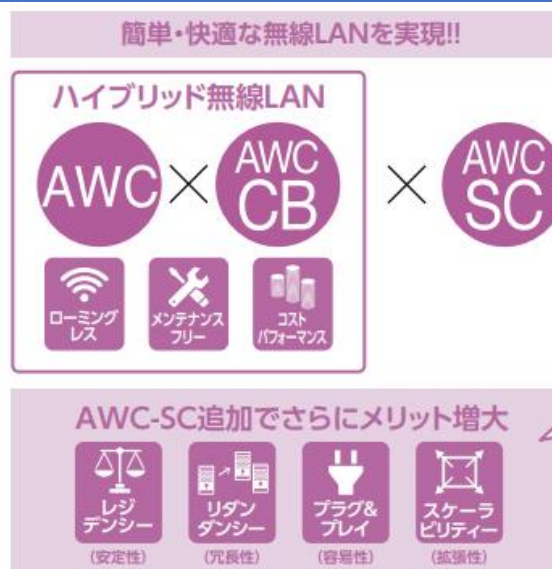 簡単・快適な無線LANを実現!!
ハイブリッド無線LAN
AWC × AWC CB × AWC SC
ローミング
レス
メンテナンス
フリー
コスト
パフォーマンス
AWC-SC追加でさらにメリット増大
レジ
デンシー
(安定性)
リダン
ダンシー
(冗長性)
プラグ&
プレイ
(容易性)
スケーラ
ビリティー
(拡張性)